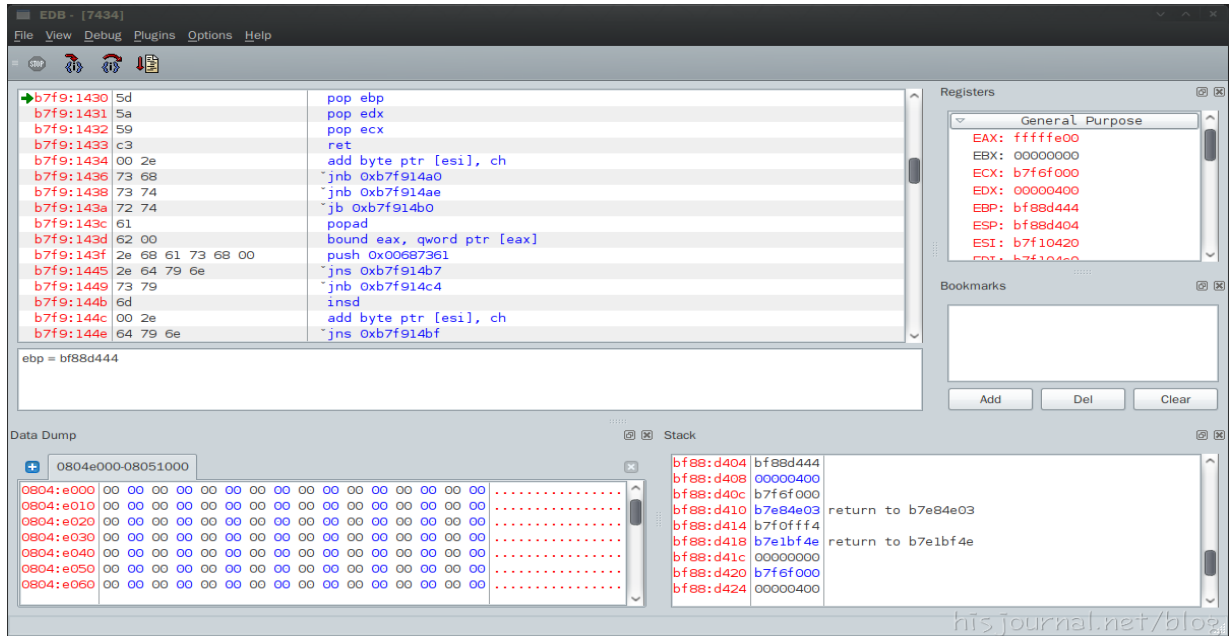 EDB - [7434]
File View Debug Plugins Options Help
STOP
b7f9:1430 5d pop ebp
b7f9:1431 5a pop edx
b7f9:1432 59 pop ecx
b7f9:1433 c3 ret
b7f9:1434 00 2e add byte ptr [esi], ch
b7f9:1436 73 68 ˇjnb 0xb7f914a0
b7f9:1438 73 74 ˇjnb 0xb7f914ae
b7f9:143a 72 74 ˇjb 0xb7f914b0
b7f9:143c 61 popad
b7f9:143d 62 00 bound eax, qword ptr [eax]
b7f9:143f 2e 68 61 73 68 00 push 0x00687361
b7f9:1445 2e 64 79 6e ˇjns 0xb7f914b7
b7f9:1449 73 79 ˇjnb 0xb7f914c4
b7f9:144b 6d insd
b7f9:144c 00 2e add byte ptr [esi], ch
b7f9:144e 64 79 6e ˇjns 0xb7f914bf
ebp = bf88d444
Registers
General Purpose
EAX: fffffe00
EBX: 00000000
ECX: b7f6f000
EDX: 00000400
EBP: bf88d444
ESP: bf88d404
ESI: b7f10420
EDI: b7f104c0
Bookmarks
Add Del Clear
Data Dump
0804e000-08051000
0804:e000 00 00 00 00 00 00 00 00 00 00 00 00 00 00 00 00 ................
0804:e010 00 00 00 00 00 00 00 00 00 00 00 00 00 00 00 00 ................
0804:e020 00 00 00 00 00 00 00 00 00 00 00 00 00 00 00 00 ................
0804:e030 00 00 00 00 00 00 00 00 00 00 00 00 00 00 00 00 ................
0804:e040 00 00 00 00 00 00 00 00 00 00 00 00 00 00 00 00 ................
0804:e050 00 00 00 00 00 00 00 00 00 00 00 00 00 00 00 00 ................
0804:e060 00 00 00 00 00 00 00 00 00 00 00 00 00 00 00 00 ................
Stack
bf88:d404 bf88d444
bf88:d408 00000400
bf88:d40c b7f6f000
bf88:d410 b7e84e03 return to b7e84e03
bf88:d414 b7f0fff4
bf88:d418 b7e1bf4e return to b7e1bf4e
bf88:d41c 00000000
bf88:d420 b7f6f000
bf88:d424 00000400
hisjournal.net/blog